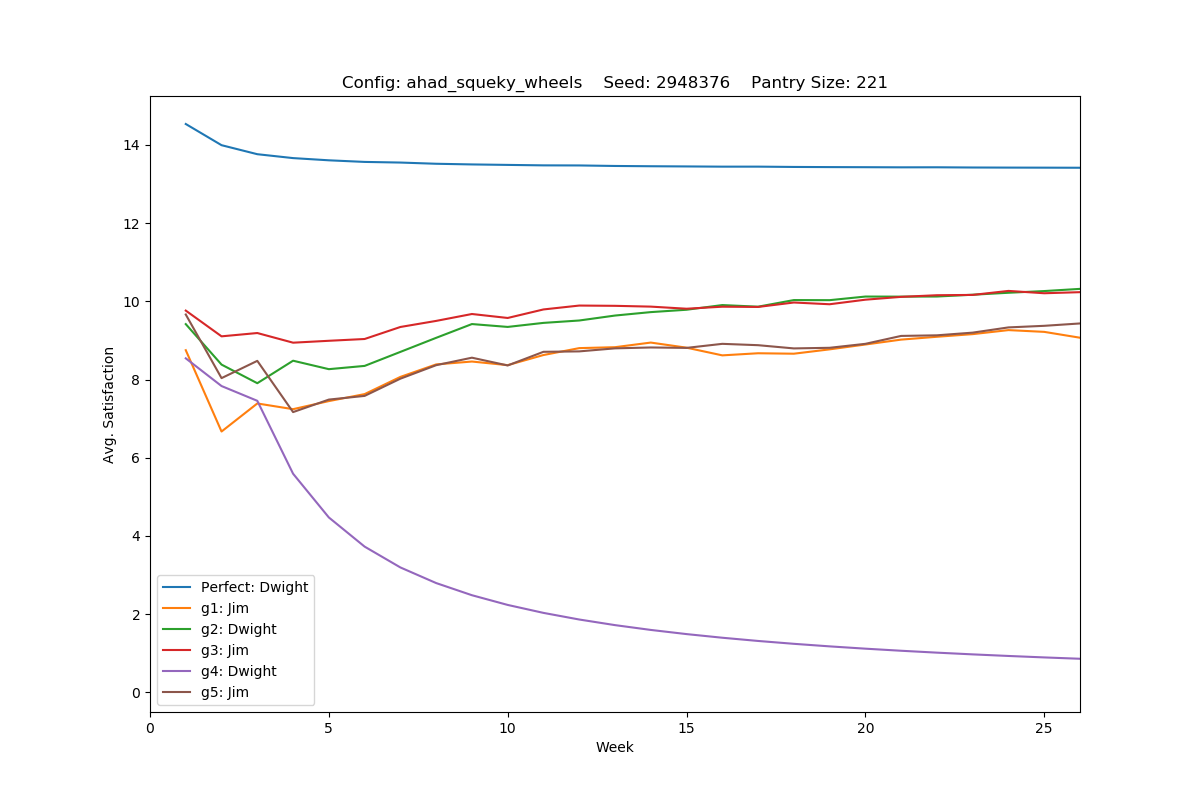 Config: ahad_squeky_wheels    Seed: 2948376    Pantry Size: 221
14
12
10
8
6
4
2
0
Avg. Satisfaction
Perfect: Dwight
g1: Jim
g2: Dwight
g3: Jim
g4: Dwight
g5: Jim
0 5 10 15 20 25
Week